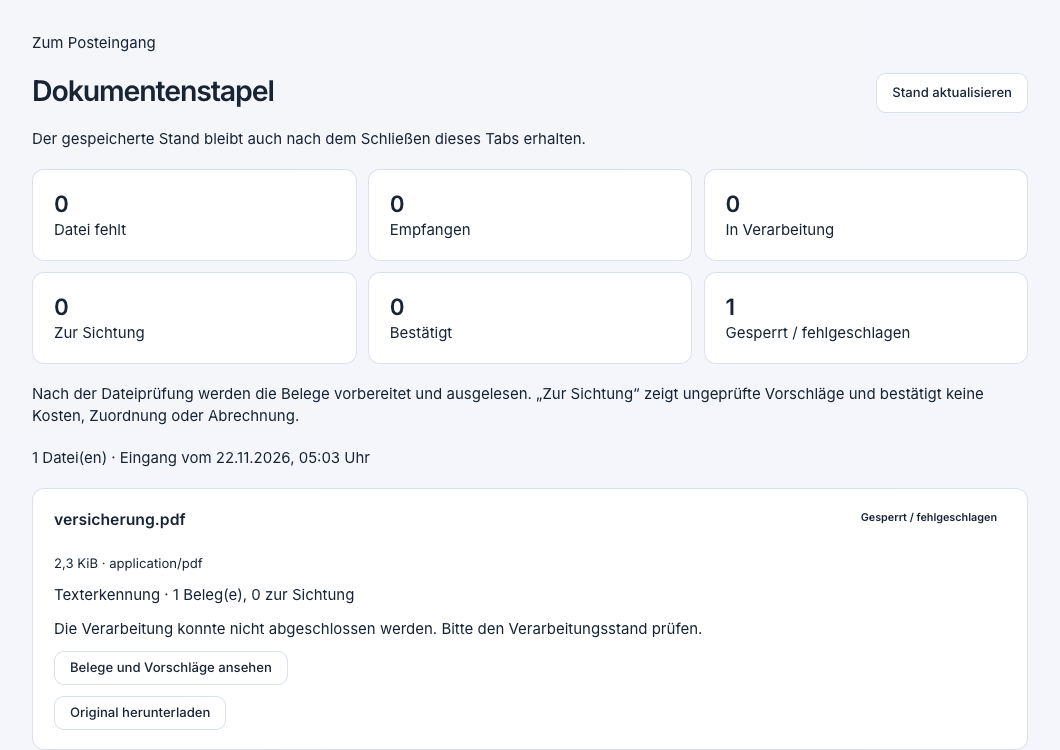 Zum Posteingang
Dokumentenstapel
Stand aktualisieren
Der gespeicherte Stand bleibt auch nach dem Schließen dieses Tabs erhalten.
0
Datei fehlt
0
Empfangen
0
In Verarbeitung
0
Zur Sichtung
0
Bestätigt
1
Gesperrt / fehlgeschlagen
Nach der Dateiprüfung werden die Belege vorbereitet und ausgelesen. „Zur Sichtung“ zeigt ungeprüfte Vorschläge und bestätigt keine
Kosten, Zuordnung oder Abrechnung.
1 Datei(en) · Eingang vom 22.11.2026, 05:03 Uhr
versicherung.pdf
Gesperrt / fehlgeschlagen
2,3 KiB · application/pdf
Texterkennung · 1 Beleg(e), 0 zur Sichtung
Die Verarbeitung konnte nicht abgeschlossen werden. Bitte den Verarbeitungsstand prüfen.
Belege und Vorschläge ansehen
Original herunterladen